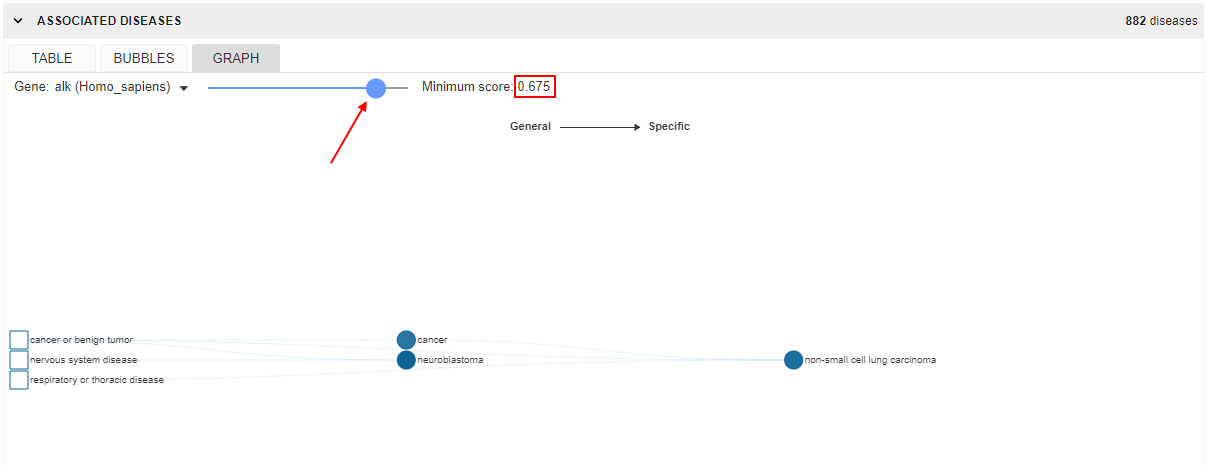 ASSOCIATED DISEASES 882 diseases
TABLE BUBBLES GRAPH
Gene: alk (Homo_sapiens) Minimum score: 0.675
General Specific
cancer or benign tumor cancer
nervous system disease neuroblastoma non-small cell lung carcinoma
respiratory or thoracic disease